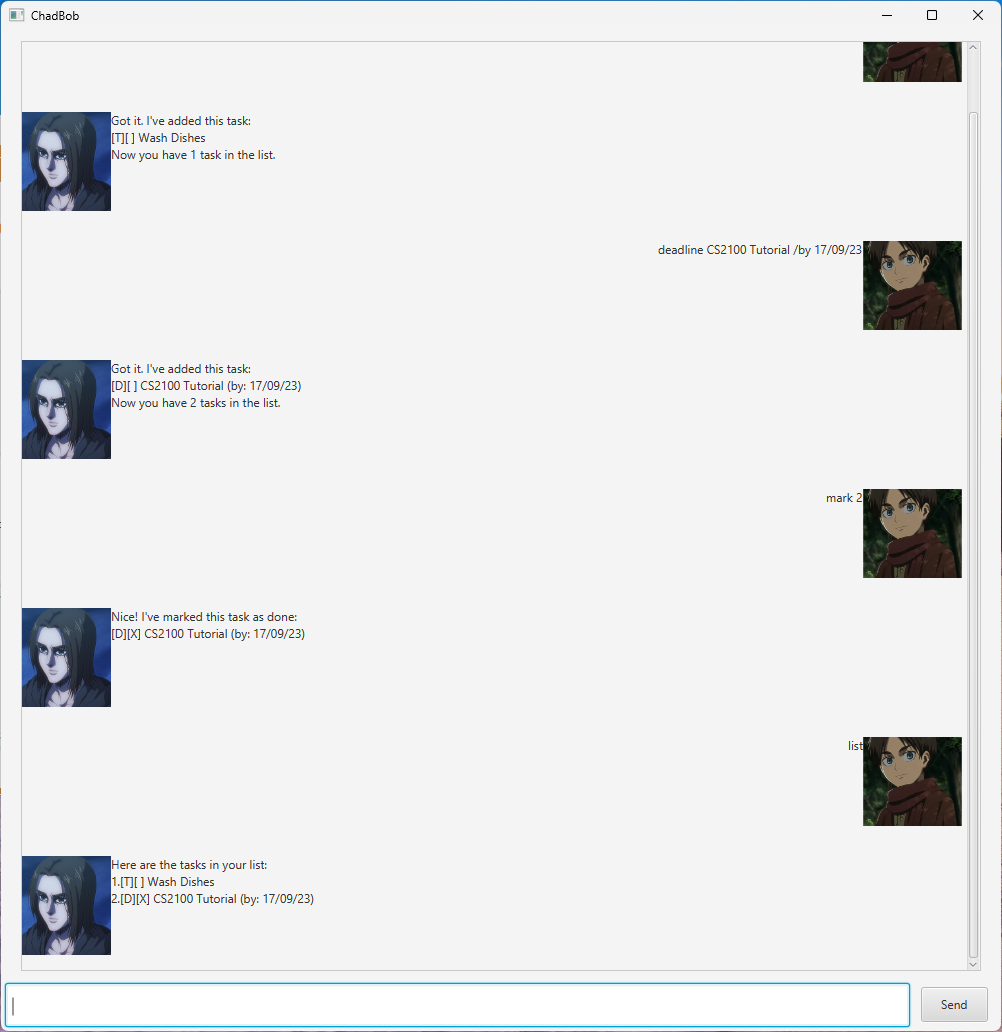 ChadBob
Got it. I've added this task:
[T][ ] Wash Dishes
Now you have 1 task in the list.
deadline CS2100 Tutorial /by 17/09/23
Got it. I've added this task:
[D][ ] CS2100 Tutorial (by: 17/09/23)
Now you have 2 tasks in the list.
mark 2
Nice! I've marked this task as done:
[D][X] CS2100 Tutorial (by: 17/09/23)
list
Here are the tasks in your list:
1.[T][ ] Wash Dishes
2.[D][X] CS2100 Tutorial (by: 17/09/23)
Send